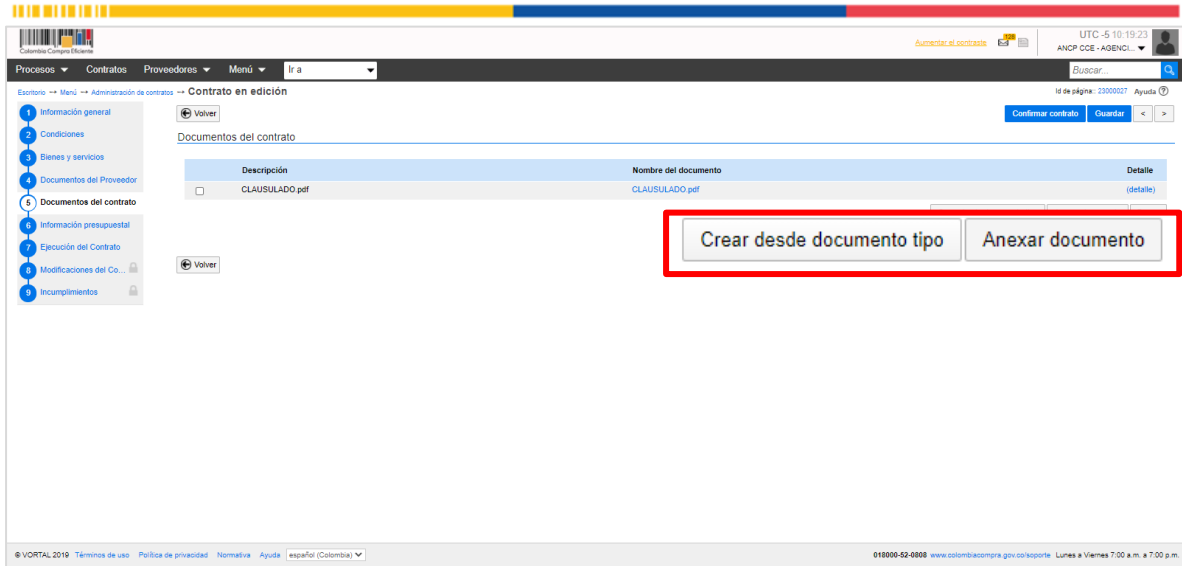 Colombia Compra Eficiente
Aumentar el contraste
128
UTC -5 10:19:23
ANCP CCE - AGENCI...
Procesos Contratos Proveedores Menú Ir a Buscar...
Escritorio → Menú → Administración de contratos → Contrato en edición
Id de página:: 23000027 Ayuda ?
1 Información general
Volver
Confirmar contrato Guardar < >
2 Condiciones
Documentos del contrato
3 Bienes y servicios
Descripción Nombre del documento Detalle
4 Documentos del Proveedor
CLAUSULADO.pdf CLAUSULADO.pdf (detalle)
5 Documentos del contrato
6 Información presupuestal
Crear desde documento tipo Anexar documento
7 Ejecución del Contrato
8 Modificaciones del Co...
Volver
9 Incumplimientos
© VORTAL 2019 Términos de uso Política de privacidad Normativa Ayuda español (Colombia)
018000-52-0808 www.colombiacompra.gov.co/soporte Lunes a Viernes 7:00 a.m. a 7:00 p.m.